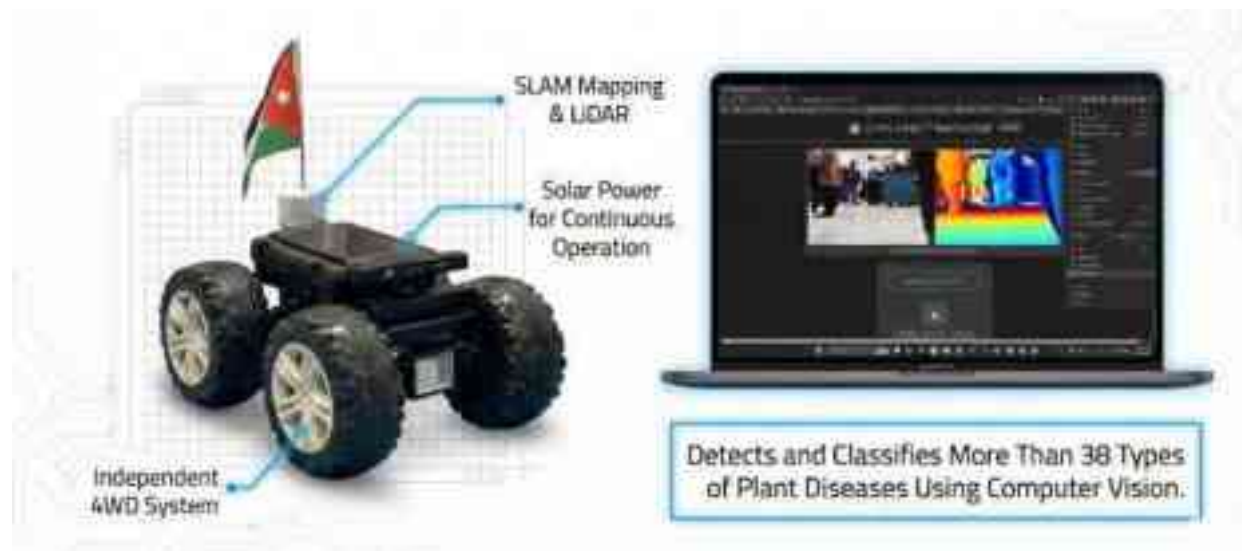 SLAM Mapping
& LiDAR
Solar Power
for Continuous
Operation
Independent
4WD System
Detects and Classifies More Than 38 Types
of Plant Diseases Using Computer Vision.